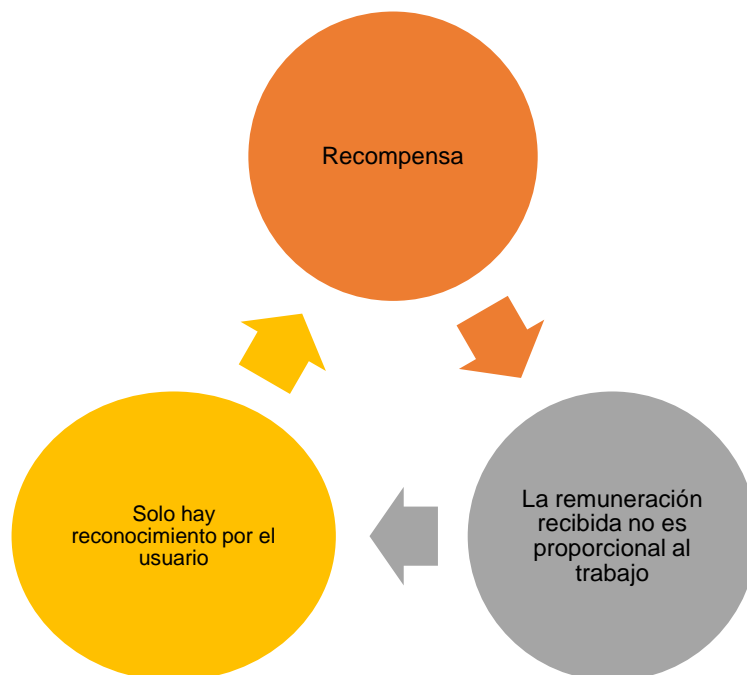 Recompensa
La remuneración
recibida no es
proporcional al
trabajo
Solo hay
reconocimiento por el
usuario